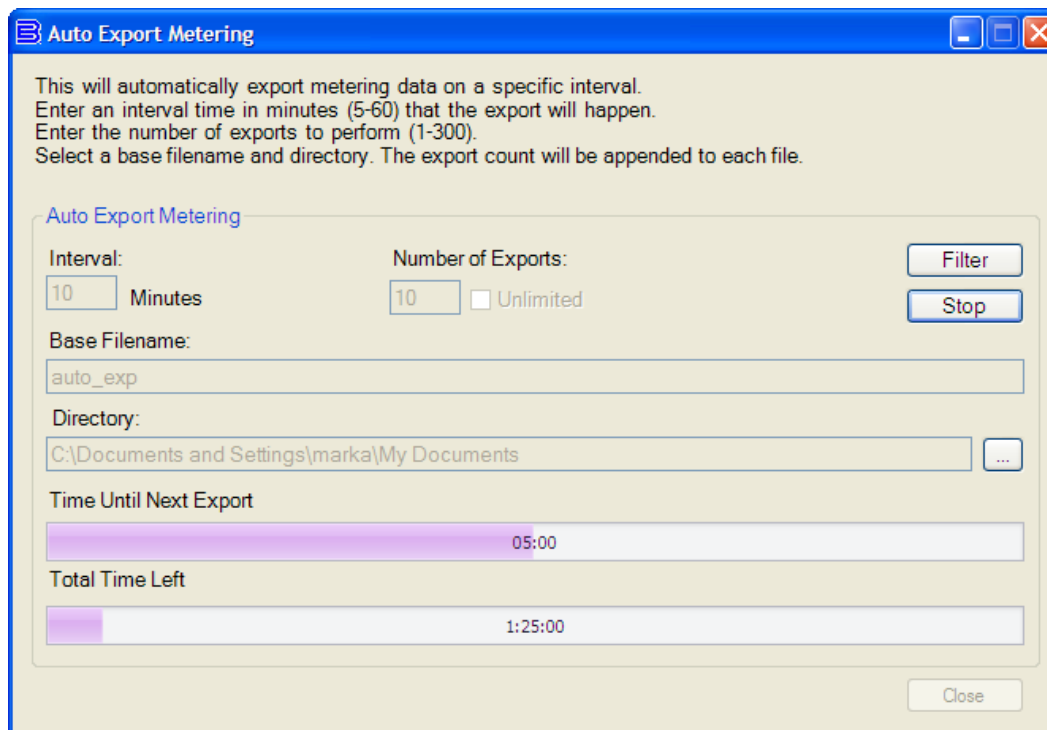 Auto Export Metering
This will automatically export metering data on a specific interval.
Enter an interval time in minutes (5-60) that the export will happen.
Enter the number of exports to perform (1-300).
Select a base filename and directory. The export count will be appended to each file.
Auto Export Metering
Interval:
Number of Exports:
Filter
10 Minutes
10 Unlimited
Stop
Base Filename:
auto_exp
Directory:
C:\Documents and Settings\marka\My Documents
...
Time Until Next Export
05:00
Total Time Left
1:25:00
Close